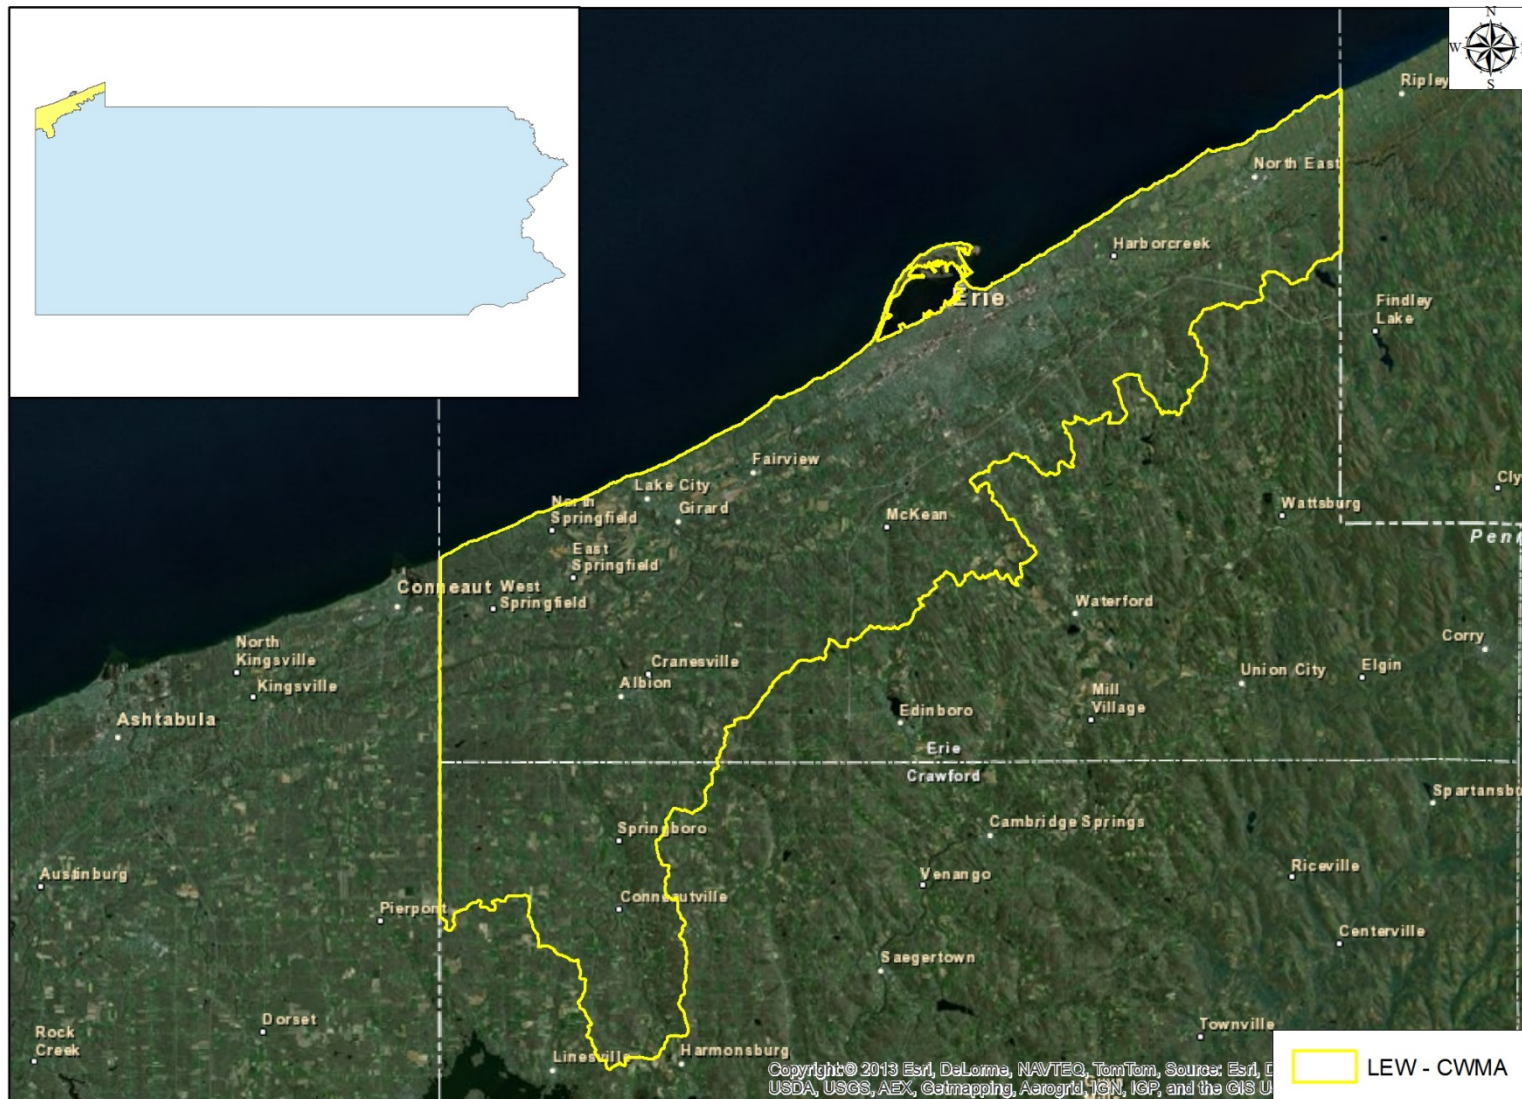 N
W
S
Ripley
North East
Harborcreek
Erie
Findley
Lake
Fairview
Lake City
Girard
North
Springfield
McKean
Wattsburg
Cly
East
Springfield
Penn
Conneaut
West
Springfield
Waterford
North
Kingsville
Kingsville
Cranesville
Albion
Corry
Union City
Elgin
Ashtabula
Edinboro
Mill
Village
Erie
Crawford
Spartansbu
Springboro
Cambridge Springs
Austinburg
Venango
Riceville
Pierpont
Conneautville
Centerville
Saegertown
Dorset
Rock
Creek
Townville
Linesville
Harmonsburg
Copyright:© 2013 Esri, DeLorme, NAVTEQ, TomTom, Source: Esri, D
USDA, USGS, AEX, Getmapping, Aerogrid, IGN, IGP, and the GIS U
LEW - CWMA